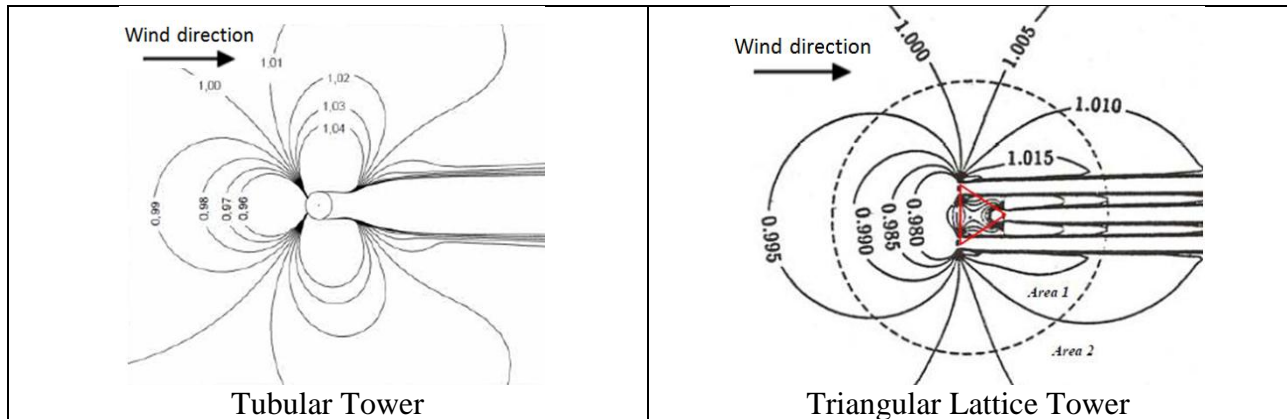 Wind direction
1,01
1,00
1,02
1,03
1,04
0,99
0,98
0,97
0,96
Tubular Tower
Wind direction
1.000
1.005
1.010
1.015
0.995
0.990
0.985
0.980
Area 1
Area 2
Triangular Lattice Tower